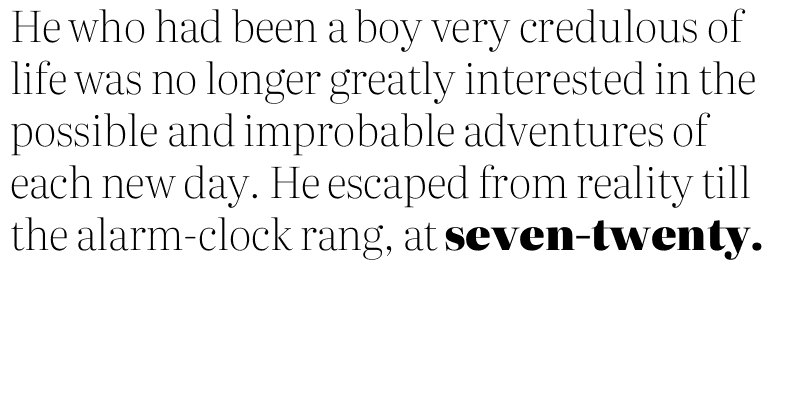 He who had been a boy very credulous of
life was no longer greatly interested in the
possible and improbable adventures of
each new day. He escaped from reality till
the alarm-clock rang, at seven-twenty.